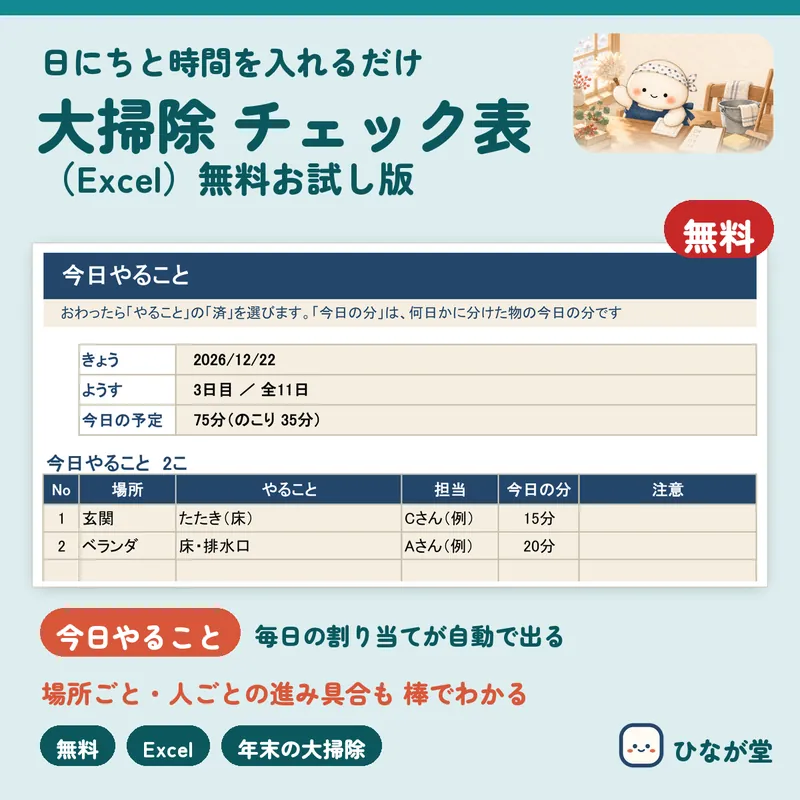 日にちと時間を入れるだけ
大掃除 チェック表
（Excel）無料お試し版
無料
今日やること
おわったら「やること」の「済」を選びます。「今日の分」は、何日かに分けた物の今日の分です
きょう 2026/12/22
ようす 3日目 ／ 全11日
今日の予定 75分（のこり 35分）
今日やること 2こ
No 場所 やること 担当 今日の分 注意
1 玄関 たたき（床） Cさん（例） 15分
2 ベランダ 床・排水口 Aさん（例） 20分
今日やること 毎日の割り当てが自動で出る
場所ごと・人ごとの進み具合も 棒でわかる
無料 Excel 年末の大掃除
ひなが堂